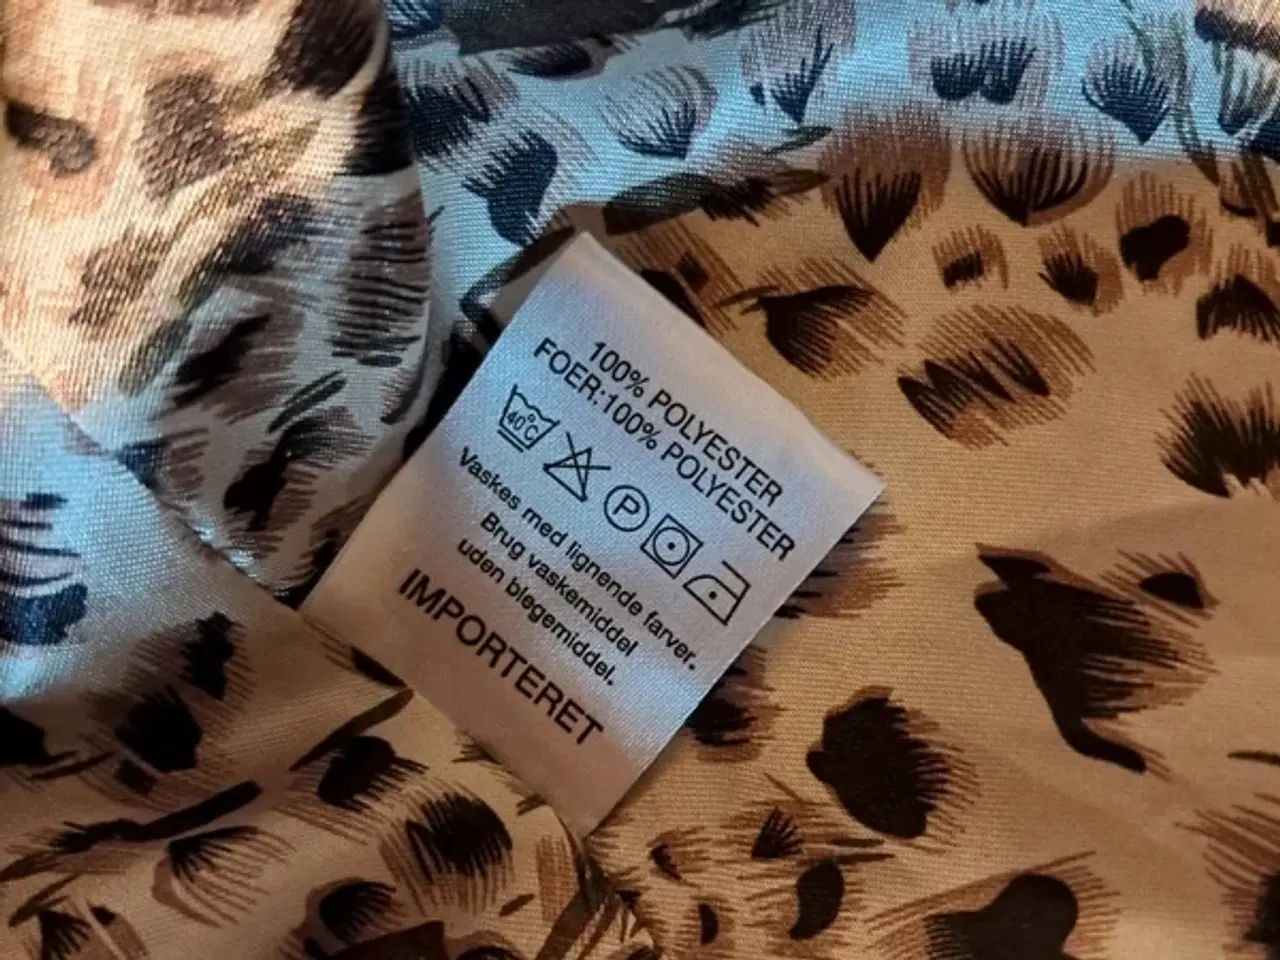 100% POLYESTER
FOER:100% POLYESTER
40°C P
Vaskes med lignende farver.
Brug vaskemiddel
uden blegemiddel.
IMPORTERET